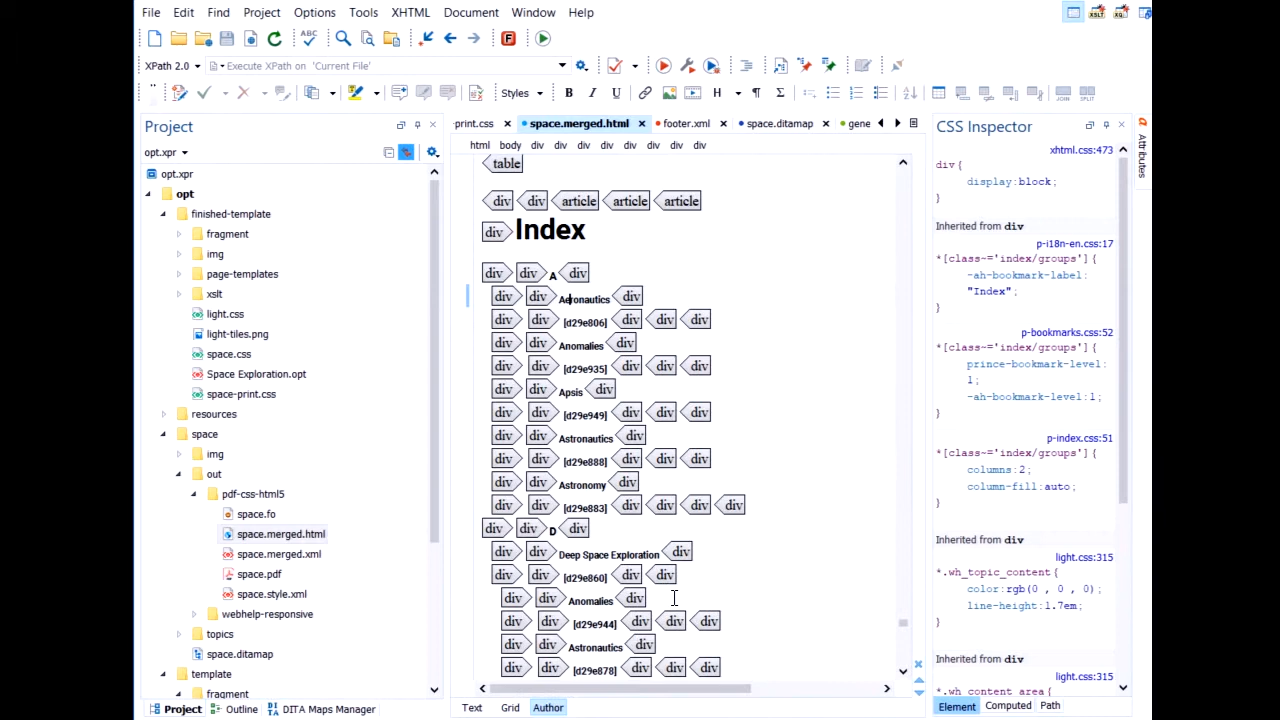 File Edit Find Project Options Tools XHTML Document Window Help
XPath 2.0 Execute XPath on 'Current File'
Styles B I U H ¶ Σ
Project
opt.xpr
opt.xpr
opt
finished-template
fragment
img
page-templates
xslt
light.css
light-tiles.png
space.css
Space Exploration.opt
space-print.css
resources
space
img
out
pdf-css-html5
space.fo
space.merged.html
space.merged.xml
space.pdf
space.style.xml
webhelp-responsive
topics
space.ditamap
template
fragment
Project Outline DITA Maps Manager
print.css space.merged.html footer.xml space.ditamap gene
html body div div div div div div div div
table
div div article article article
div Index
div div A div
div div Aeronautics div
div div [d29e806] div div div
div div Anomalies div
div div [d29e935] div div div
div div Apsis div
div div [d29e949] div div div
div div Astronautics div
div div [d29e888] div div div
div div Astronomy div
div div [d29e883] div div div div
div div D div
div div Deep Space Exploration div
div div [d29e860] div div
div div Anomalies div
div div [d29e944] div div div
div div Astronautics div
div div [d29e878] div div div
Text Grid Author
CSS Inspector
xhtml.css:473
div{
display:block;
}
Inherited from div
p-i18n-en.css:17
*[class~='index/groups']{
-ah-bookmark-label:
"Index";
}
p-bookmarks.css:52
*[class~='index/groups']{
prince-bookmark-level:
1;
-ah-bookmark-level:1;
}
p-index.css:51
*[class~='index/groups']{
columns:2;
column-fill:auto;
}
Inherited from div
light.css:315
*.wh_topic_content{
color:rgb(0 , 0 , 0);
line-height:1.7em;
}
Inherited from div
light.css:315
*.wh_content_area{
Element Computed Path
Attributes